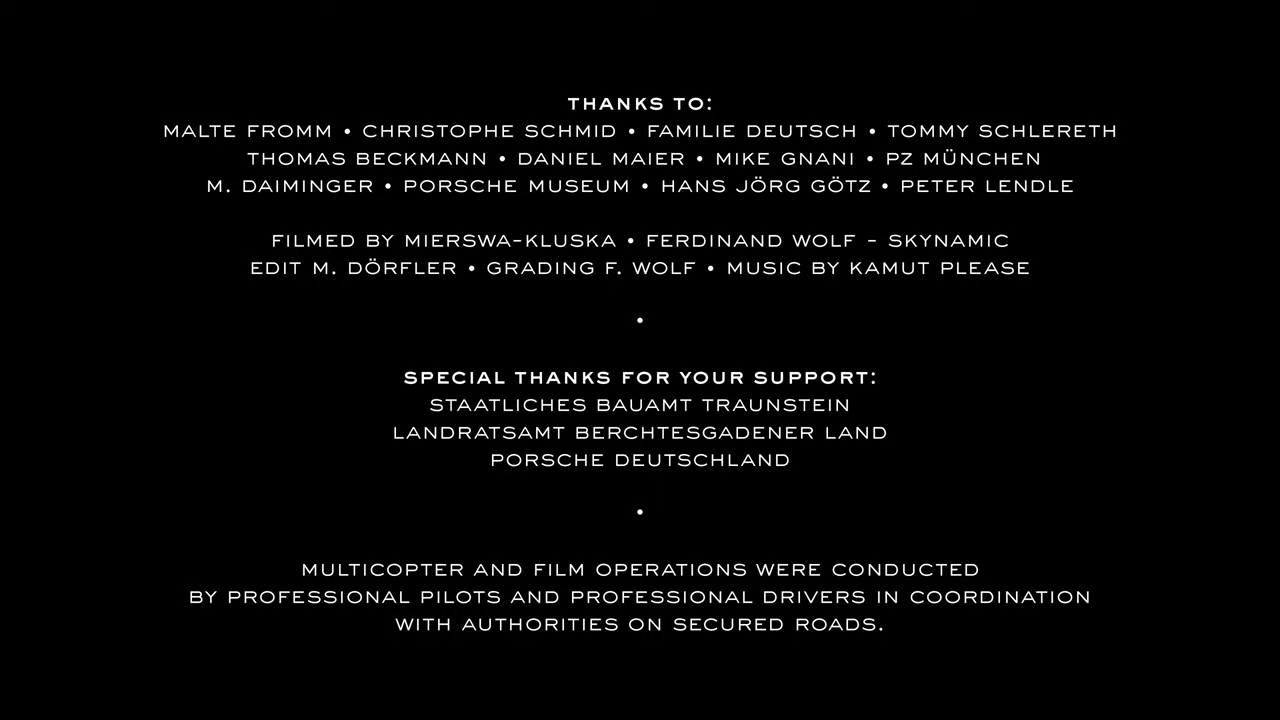 THANKS TO:
MALTE FROMM • CHRISTOPHE SCHMID • FAMILIE DEUTSCH • TOMMY SCHLERETH
THOMAS BECKMANN • DANIEL MAIER • MIKE GNANI • PZ MÜNCHEN
M. DAIMINGER • PORSCHE MUSEUM • HANS JÖRG GÖTZ • PETER LENDLE
FILMED BY MIERSWA-KLUSKA • FERDINAND WOLF - SKYNAMIC
EDIT M. DÖRFLER • GRADING F. WOLF • MUSIC BY KAMUT PLEASE
•
SPECIAL THANKS FOR YOUR SUPPORT:
STAATLICHES BAUAMT TRAUNSTEIN
LANDRATSAMT BERCHTESGADENER LAND
PORSCHE DEUTSCHLAND
•
MULTICOPTER AND FILM OPERATIONS WERE CONDUCTED
BY PROFESSIONAL PILOTS AND PROFESSIONAL DRIVERS IN COORDINATION
WITH AUTHORITIES ON SECURED ROADS.